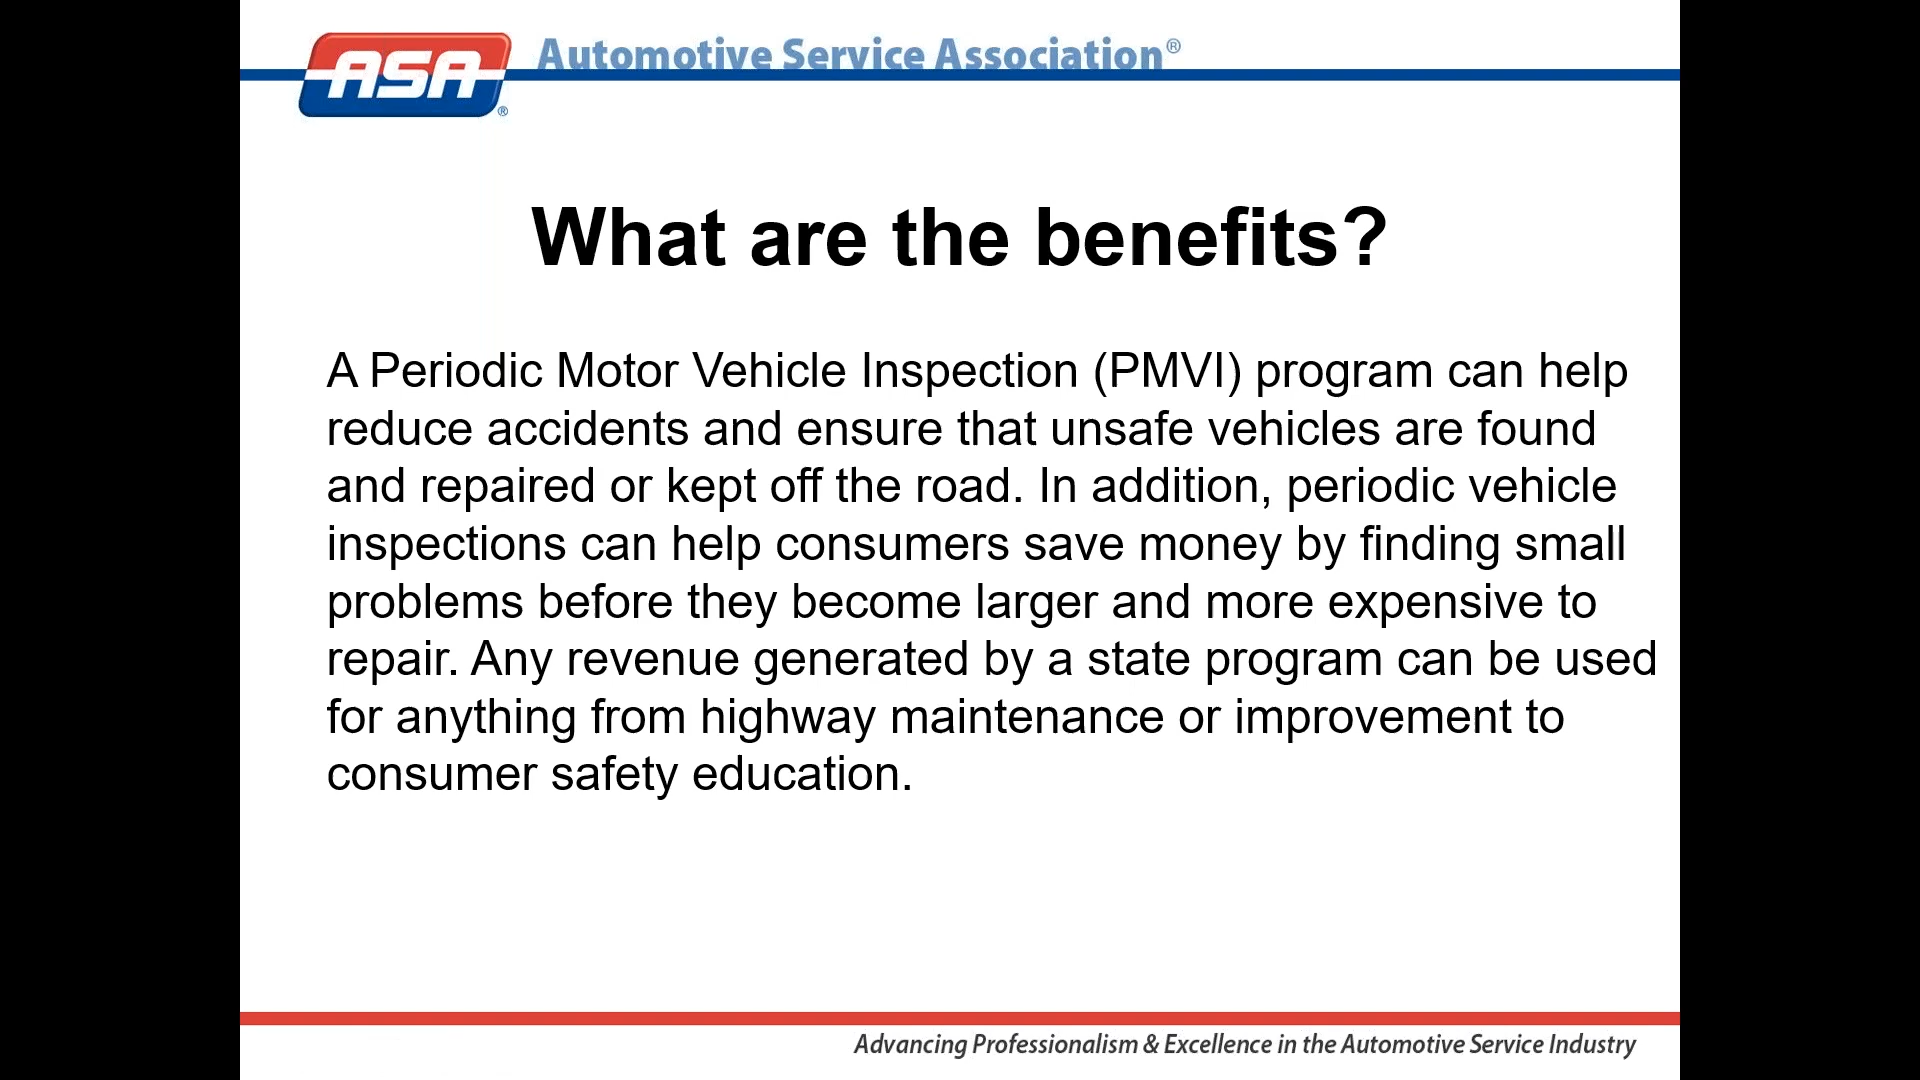 ASA®
Automotive Service Association®
What are the benefits?
A Periodic Motor Vehicle Inspection (PMVI) program can help
reduce accidents and ensure that unsafe vehicles are found
and repaired or kept off the road. In addition, periodic vehicle
inspections can help consumers save money by finding small
problems before they become larger and more expensive to
repair. Any revenue generated by a state program can be used
for anything from highway maintenance or improvement to
consumer safety education.
Advancing Professionalism & Excellence in the Automotive Service Industry